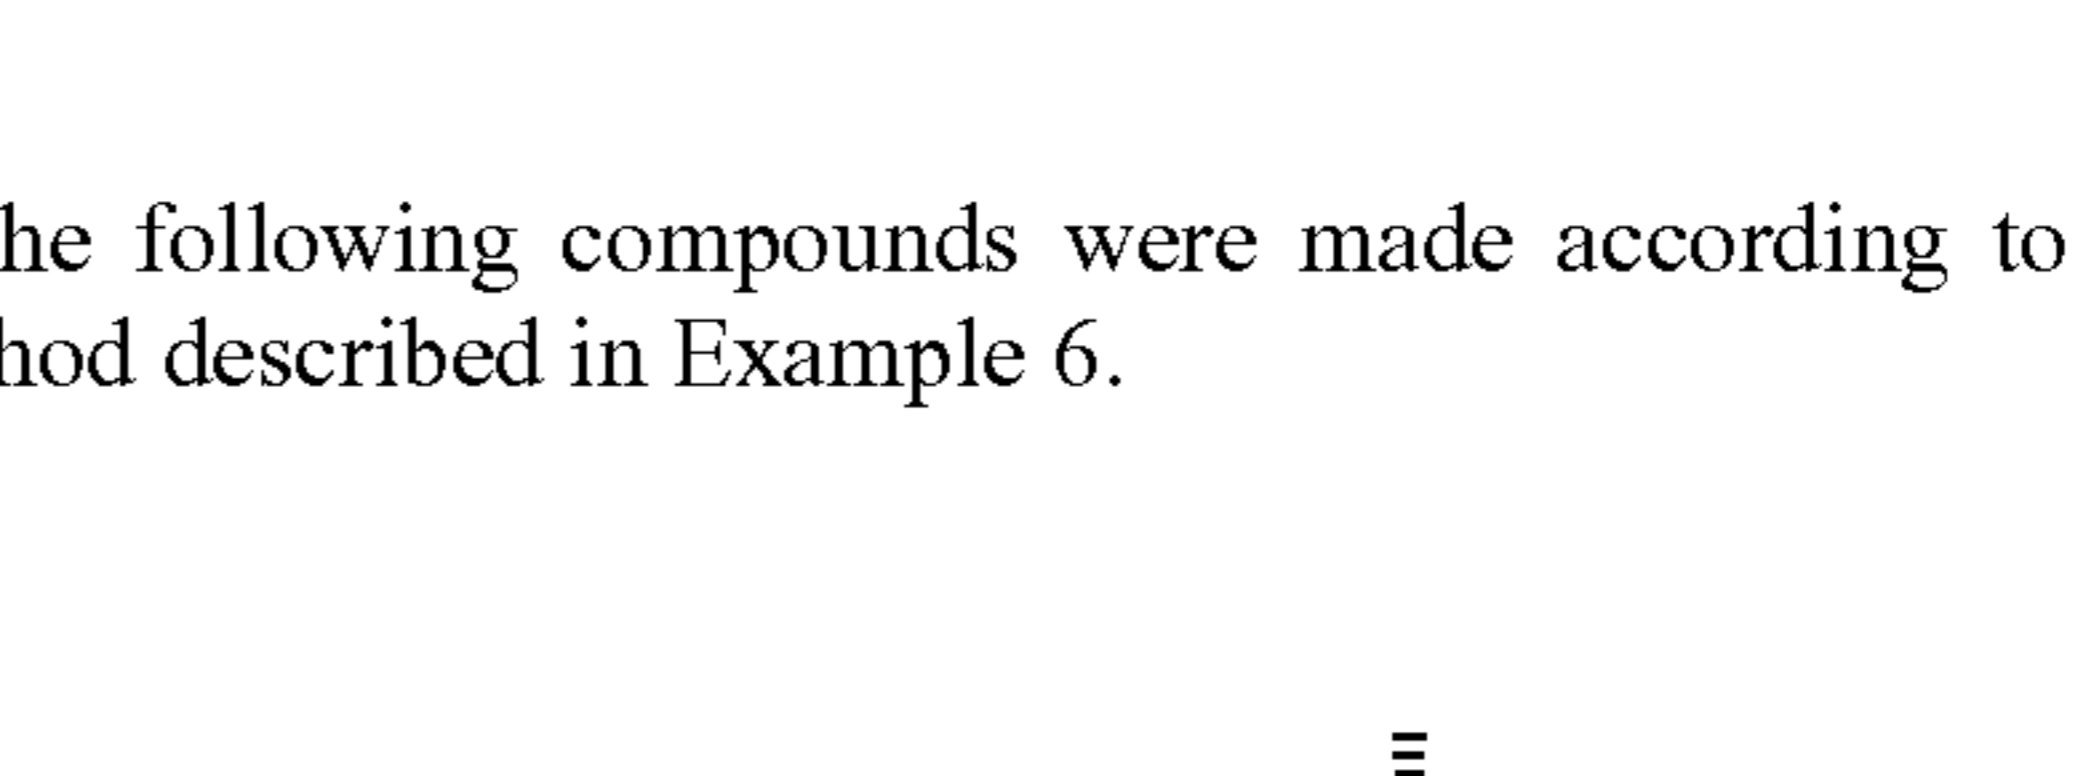 he following compounds were made according to
hod described in Example 6.